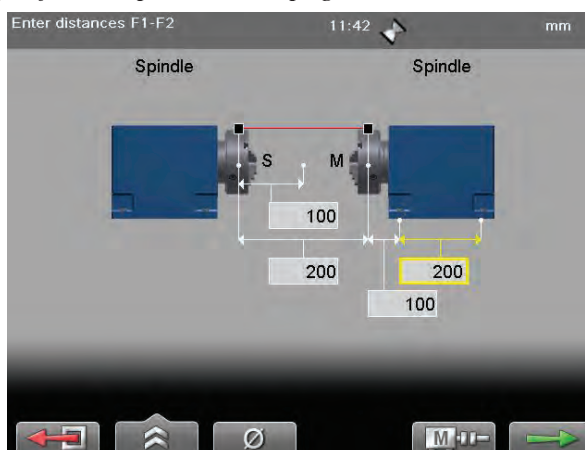 Enter distances F1-F2 11:42 mm
Spindle Spindle
S M
100
200 200
100
Ø M